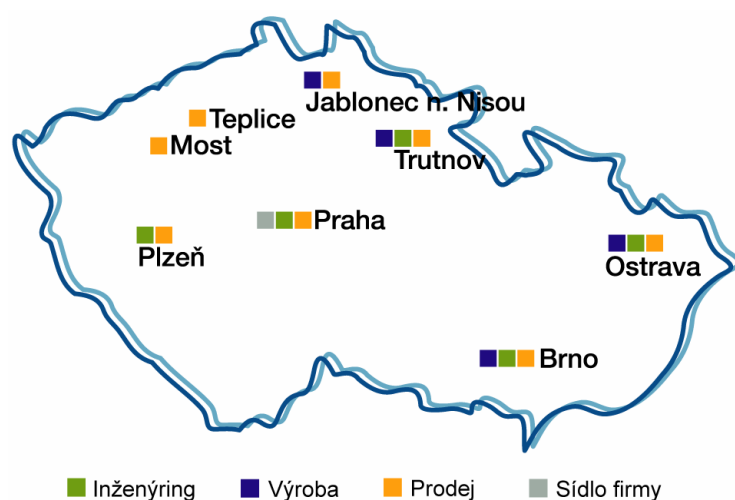 Jablonec n. Nisou
Teplice
Most
Trutnov
Praha
Plzeň
Ostrava
Brno
Inženýring
Výroba
Prodej
Sídlo firmy